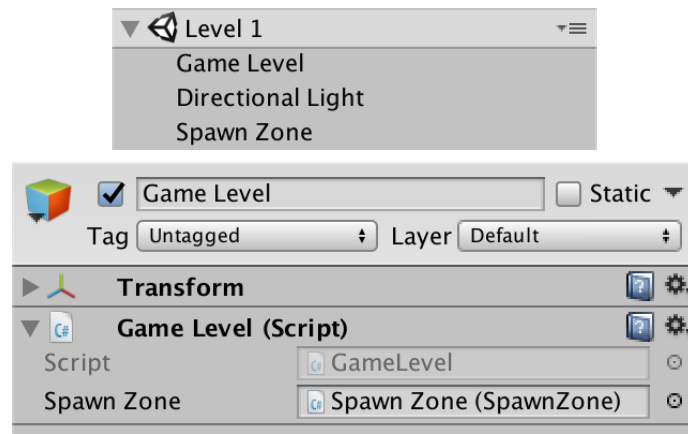 Level 1
Game Level
Directional Light
Spawn Zone
Game Level Static
Tag Untagged Layer Default
Transform
C# Game Level (Script)
Script C# GameLevel
Spawn Zone C# Spawn Zone (SpawnZone)